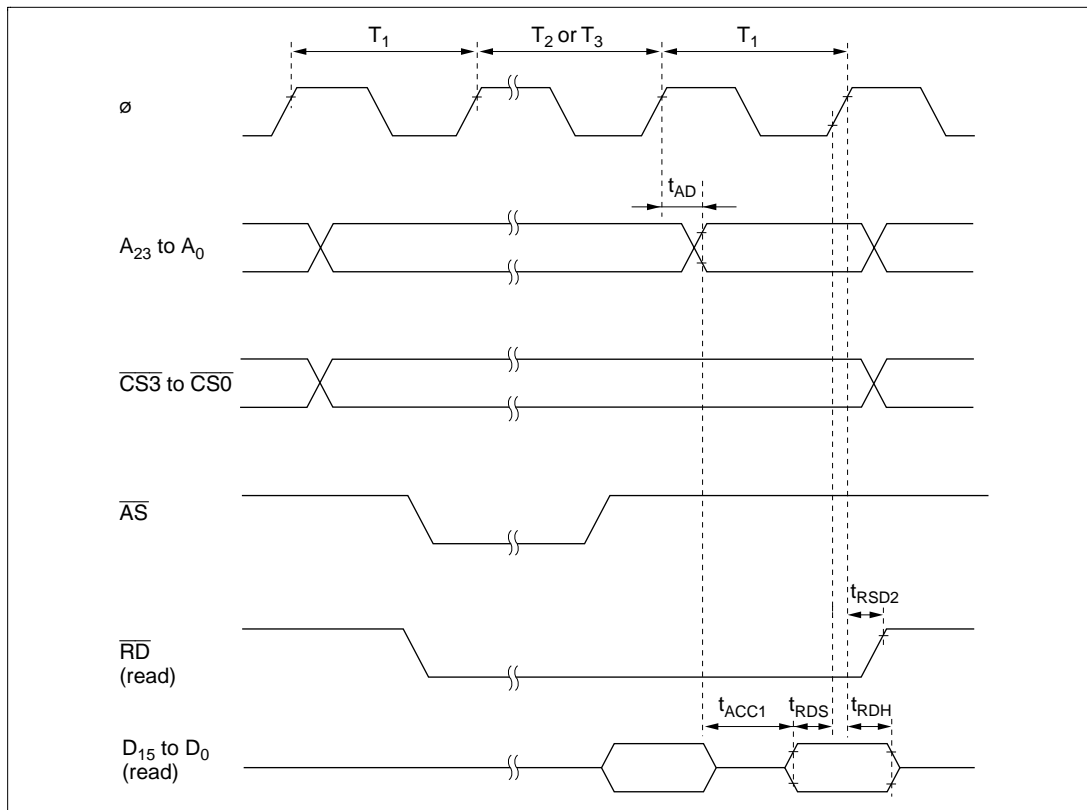 T1 T2 or T3 T1
ø
tAD
A23 to A0
CS3 to CS0
AS
tRSD2
RD
(read)
tACC1 tRDS tRDH
D15 to D0
(read)